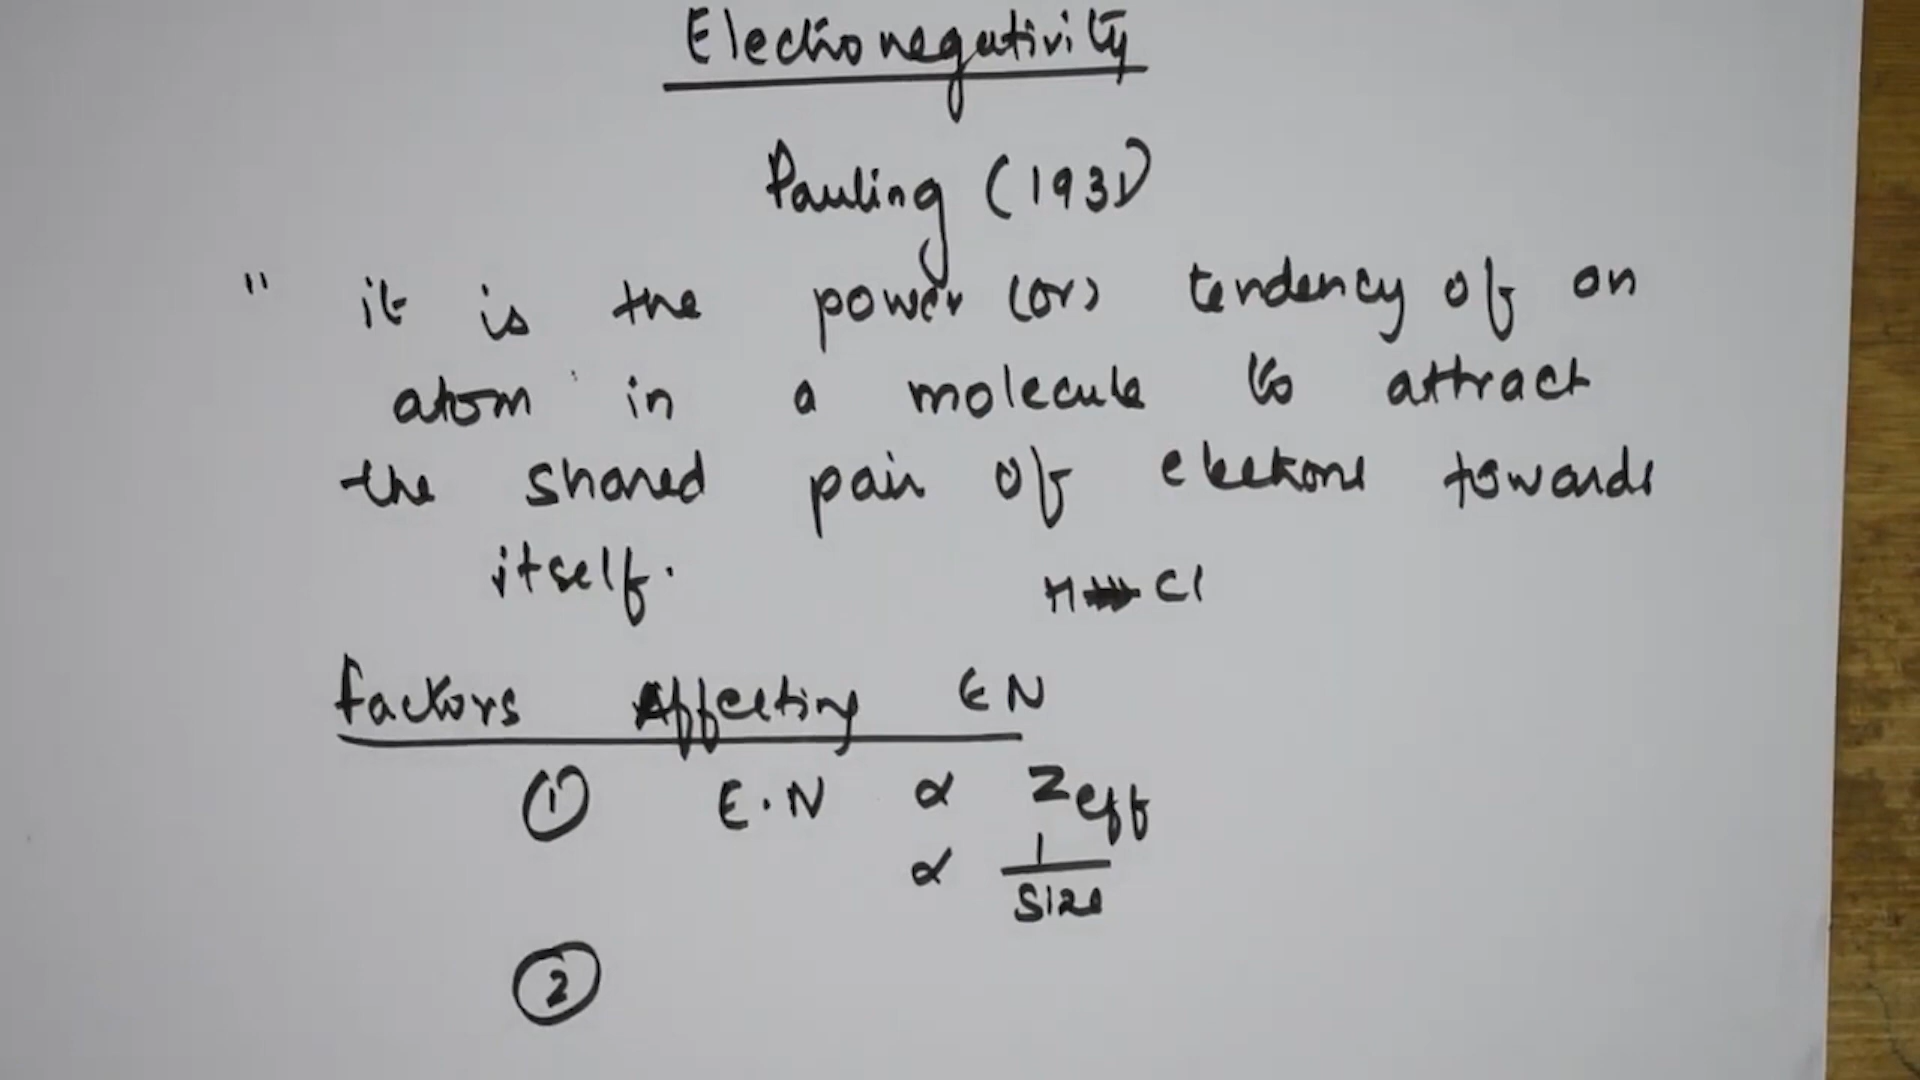 Electronegativity
Pauling (1931)
" it is the power (or) tendency of an
atom in a molecule to attract
the shared pair of electrons towards
itself.
H Cl
factors Affecting EN
① E.N ∝ Zeff
∝ 1/Size
②